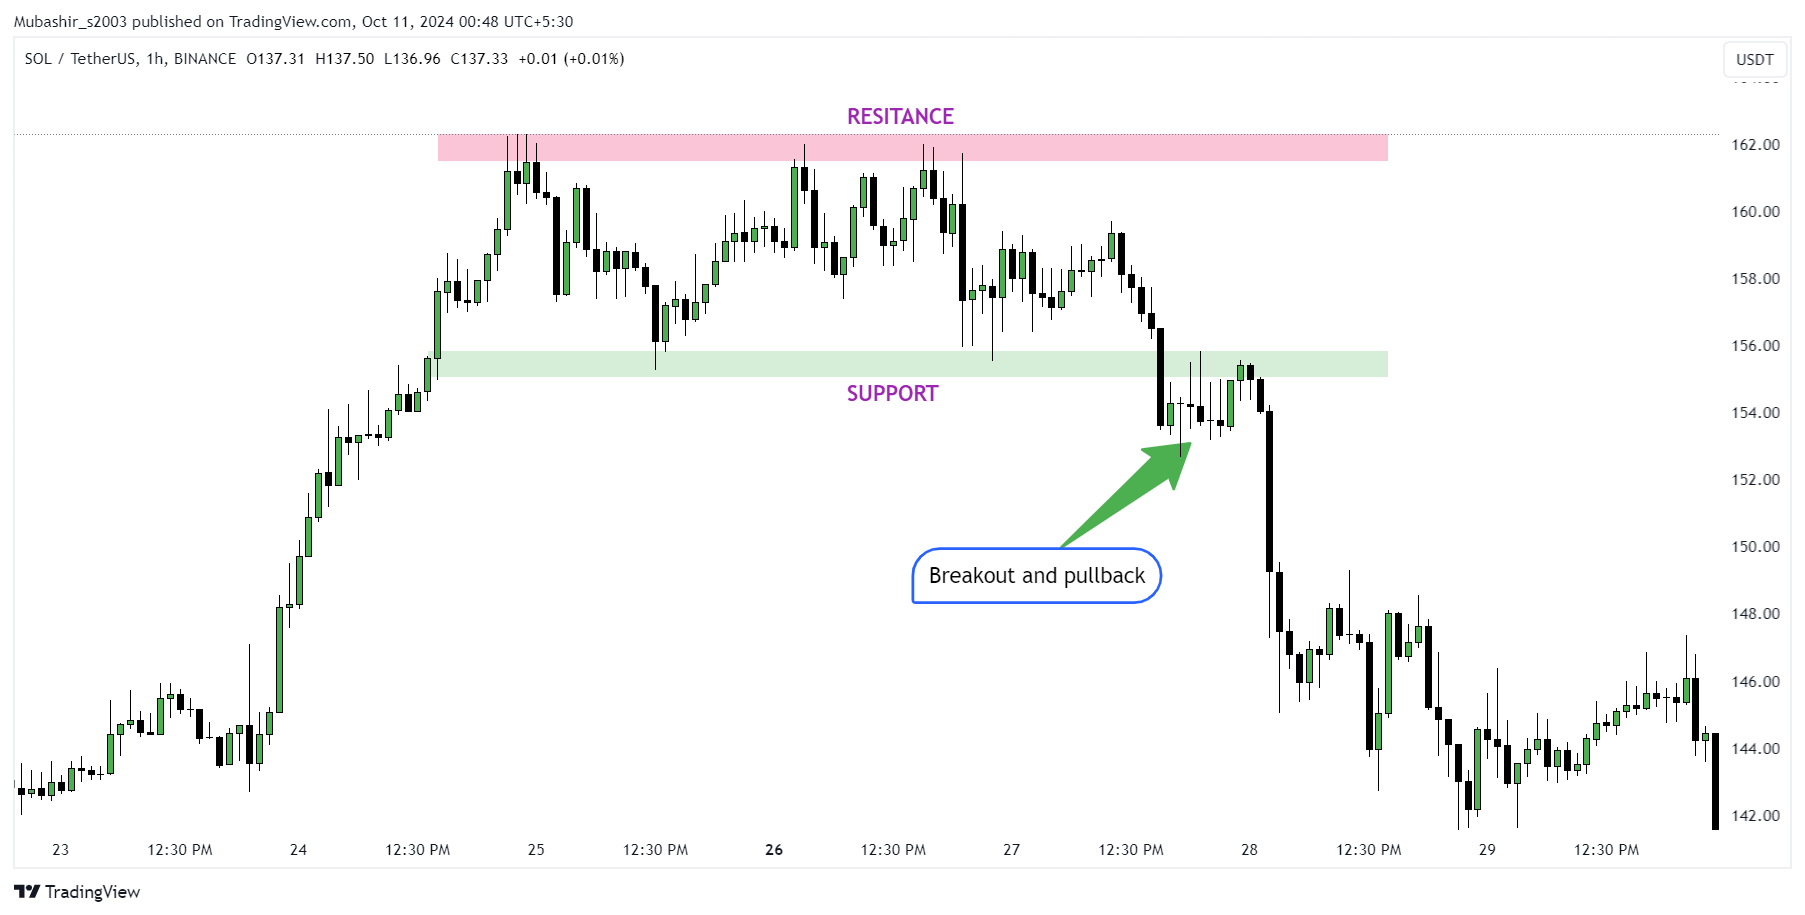 Mubashir_s2003 published on TradingView.com, Oct 11, 2024 00:48 UTC+5:30
SOL / TetherUS, 1h, BINANCE O137.31 H137.50 L136.96 C137.33 +0.01 (+0.01%)
USDT
RESITANCE
162.00
160.00
158.00
156.00
SUPPORT
154.00
152.00
150.00
Breakout and pullback
148.00
146.00
144.00
142.00
23 12:30 PM 24 12:30 PM 25 12:30 PM 26 12:30 PM 27 12:30 PM 28 12:30 PM 29 12:30 PM
TradingView